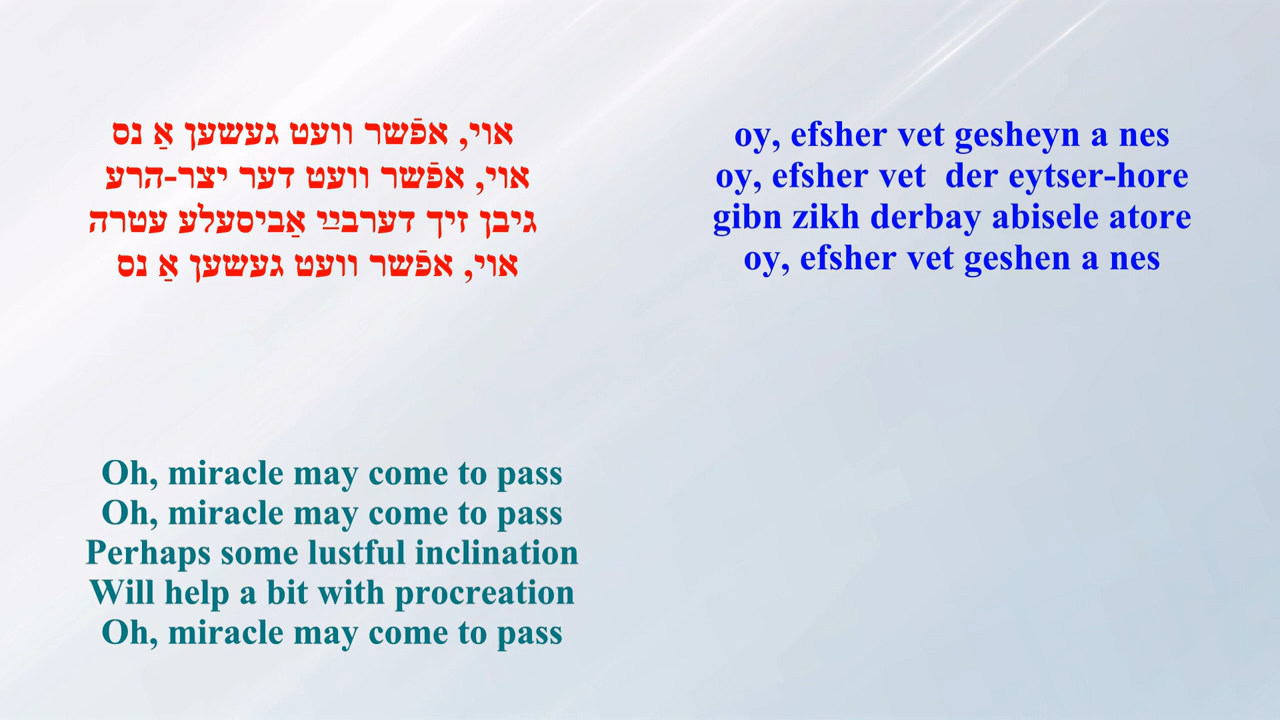 אוי, אפֿשר וועט געשען אַ נס
אוי, אפֿשר וועט דער יצר-הרע
גיבן זיך דערבײַ אַביסעלע עטרה
אוי, אפֿשר וועט געשען אַ נס
oy, efsher vet gesheyn a nes
oy, efsher vet  der eytser-hore
gibn zikh derbay abisele atore
oy, efsher vet geshen a nes
Oh, miracle may come to pass
Oh, miracle may come to pass
Perhaps some lustful inclination
Will help a bit with procreation
Oh, miracle may come to pass